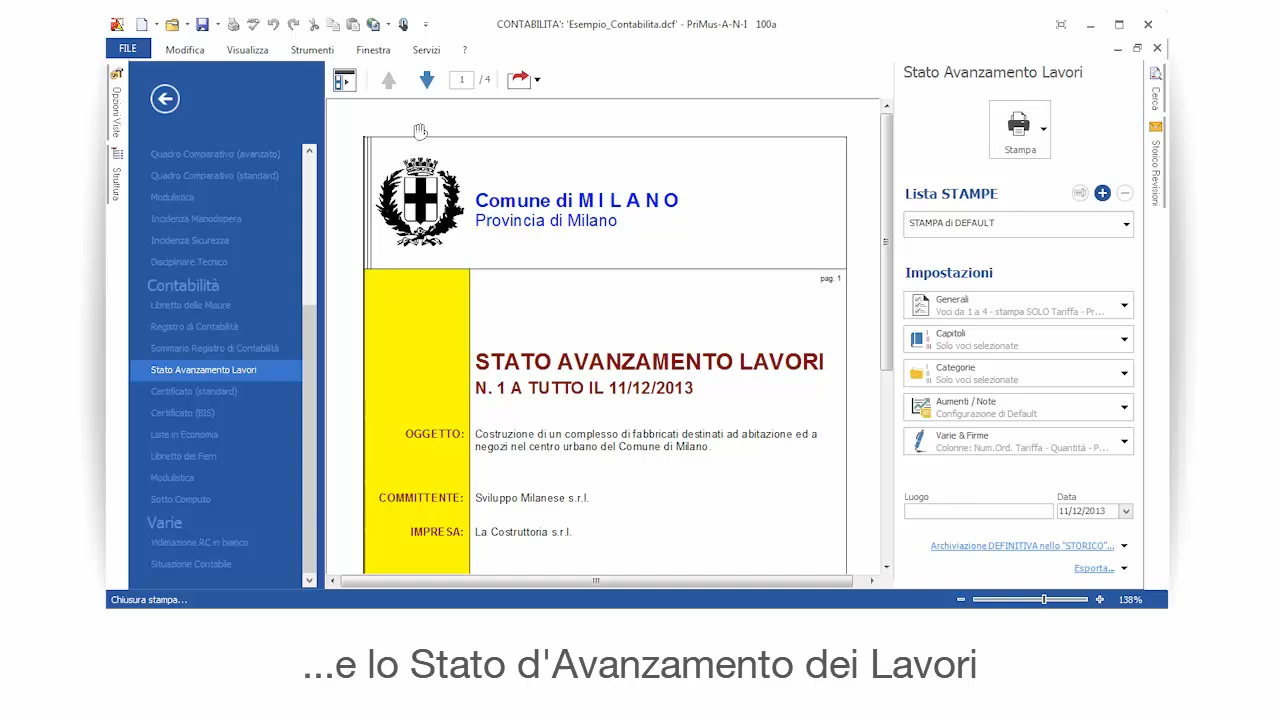 CONTABILITA': 'Esempio_Contabilita.dcf' - PriMus-A-N-I 100a
FILE Modifica Visualizza Strumenti Finestra Servizi ?
Opzioni Viste
Struttura
Quadro Comparativo (avanzato)
Quadro Comparativo (standard)
Modulistica
Incidenza Manodopera
Incidenza Sicurezza
Disciplinare Tecnico
Contabilità
Libretto delle Misure
Registro di Contabilità
Sommario Registro di Contabilità
Stato Avanzamento Lavori
Certificato (standard)
Certificato (BIS)
Liste in Economia
Libretto dei Ferri
Modulistica
Sotto Computo
Varie
Vidimazione RC in bianco
Situazione Contabile
1 / 4
Comune di M I L A N O
Provincia di Milano
pag. 1
STATO AVANZAMENTO LAVORI
N. 1 A TUTTO IL 11/12/2013
OGGETTO: Costruzione di un complesso di fabbricati destinati ad abitazione ed a
negozi nel centro urbano del Comune di Milano.
COMMITTENTE: Sviluppo Milanese s.r.l.
IMPRESA: La Costruttoria s.r.l.
Stato Avanzamento Lavori
Stampa
Lista STAMPE
STAMPA di DEFAULT
Impostazioni
Generali
Voci da 1 a 4 - stampa SOLO Tariffa - Pr...
Capitoli
Solo voci selezionate
Categorie
Solo voci selezionate
Aumenti / Note
Configurazione di Default
Varie & Firme
Colonne: Num.Ord. Tariffa - Quantità - P...
Luogo Data
11/12/2013
Archiviazione DEFINITIVA nello "STORICO"...
Esporta...
Cerca
Storico Revisioni
Chiusura stampa...
138%
...e lo Stato d'Avanzamento dei Lavori